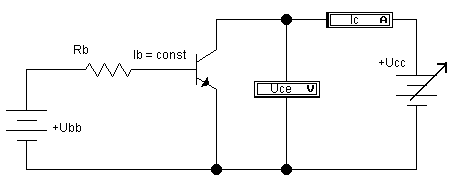 Rb
Ib = const
+Ubb
Ic A
Uce V
+Ucc